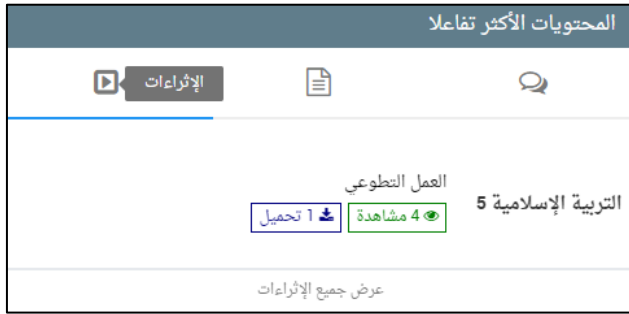 المحتويات الأكثر تفاعلا
الإثراءات
التربية الإسلامية 5
العمل التطوعي
4 مشاهدة 1 تحميل
عرض جميع الإثراءات